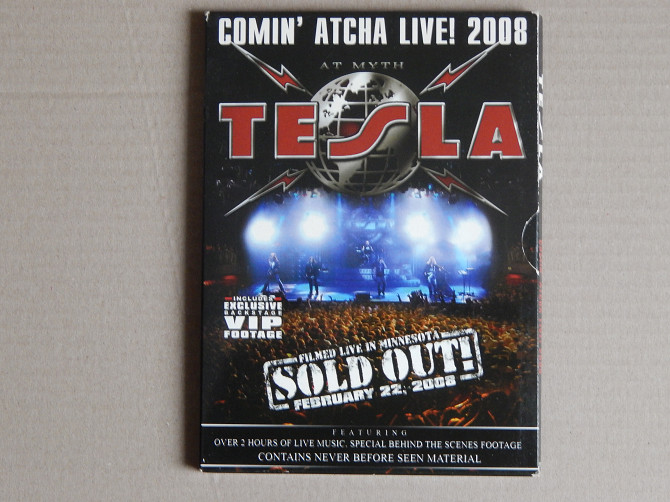 COMIN' ATCHA LIVE! 2008
AT MYTH
TESLA
INCLUDES
EXCLUSIVE
BACKSTAGE
VIP
FOOTAGE
FILMED LIVE IN MINNESOTA
SOLD OUT!
FEBRUARY 22, 2008
FEATURING
OVER 2 HOURS OF LIVE MUSIC. SPECIAL BEHIND THE SCENES FOOTAGE
CONTAINS NEVER BEFORE SEEN MATERIAL